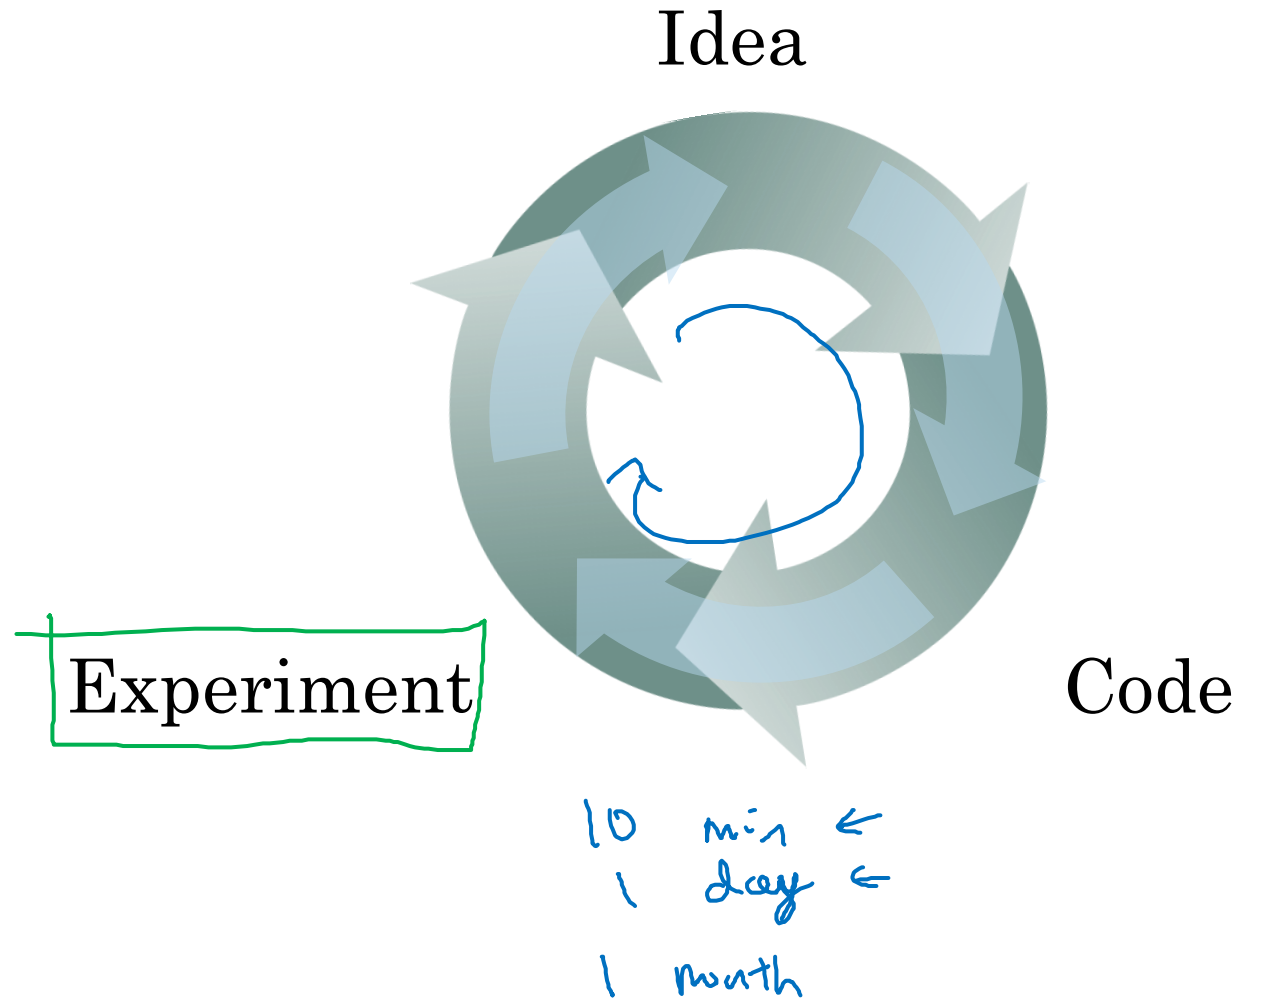 Idea
Experiment
Code
10 min ←
1 day ←
1 month